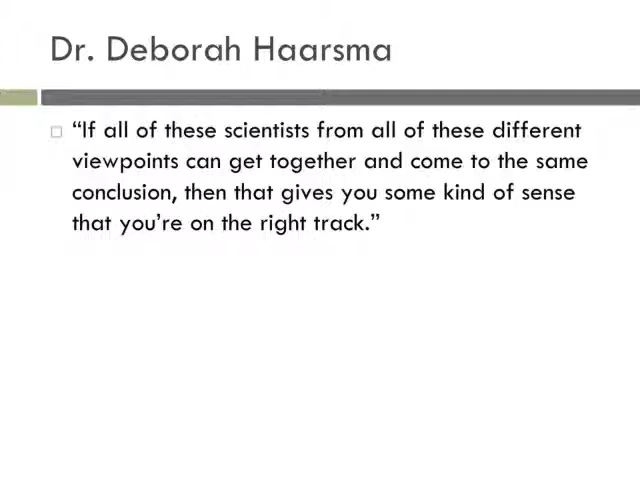 Dr. Deborah Haarsma
“If all of these scientists from all of these different
viewpoints can get together and come to the same
conclusion, then that gives you some kind of sense
that you’re on the right track.”